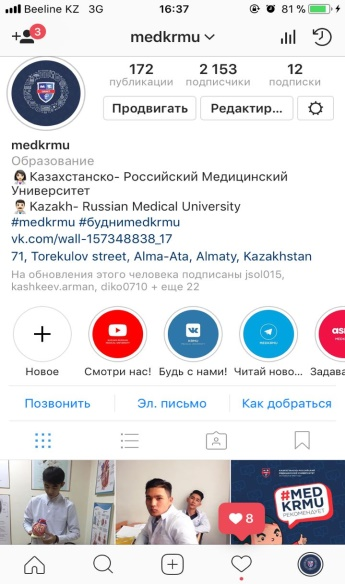 Beeline KZ 3G 16:37 81 %
3
medkrmu
172 2 153 12
публикации подписчики подписки
Продвигать Редактир...
medkrmu
Образование
Казахстанско- Российский Медицинский
Университет
Kazakh- Russian Medical University
#medkrmu #будниmedkrmu
vk.com/wall-157348838_17
71, Torekulov street, Alma-Ata, Almaty, Kazakhstan
На обновления этого человека подписаны jsol015,
kashkeev.arman, diko0710 + еще 22
Новое Смотри нас! Будь с нами! Читай ново... Задава
Позвонить Эл. письмо Как добраться
#MED
KRMU
РЕКОМЕНДУЕТ
8